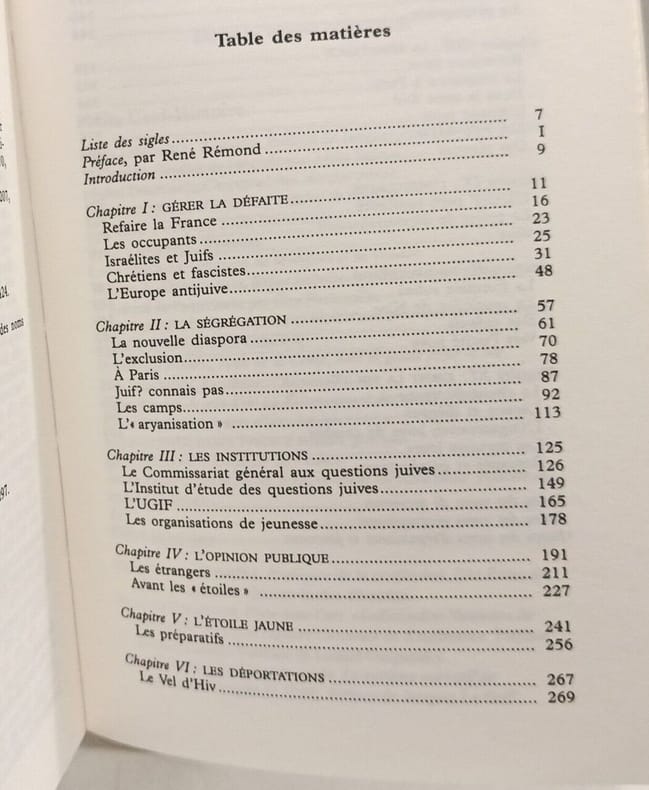 Table des matières
Liste des sigles 7
Préface, par René Rémond I
Introduction 9
Chapitre I : GÉRER LA DÉFAITE 11
Refaire la France 16
Les occupants 23
Israélites et Juifs 25
Chrétiens et fascistes 31
L'Europe antijuive 48
Chapitre II : LA SÉGRÉGATION 57
La nouvelle diaspora 61
L'exclusion 70
À Paris 78
Juif? connais pas 87
Les camps 92
L'« aryanisation » 113
Chapitre III : LES INSTITUTIONS 125
Le Commissariat général aux questions juives 126
L'Institut d'étude des questions juives 149
L'UGIF 165
Les organisations de jeunesse 178
Chapitre IV : L'OPINION PUBLIQUE 191
Les étrangers 211
Avant les « étoiles » 227
Chapitre V : L'ÉTOILE JAUNE 241
Les préparatifs 256
Chapitre VI : LES DÉPORTATIONS 267
Le Vel d'Hiv 269
207,
des noms